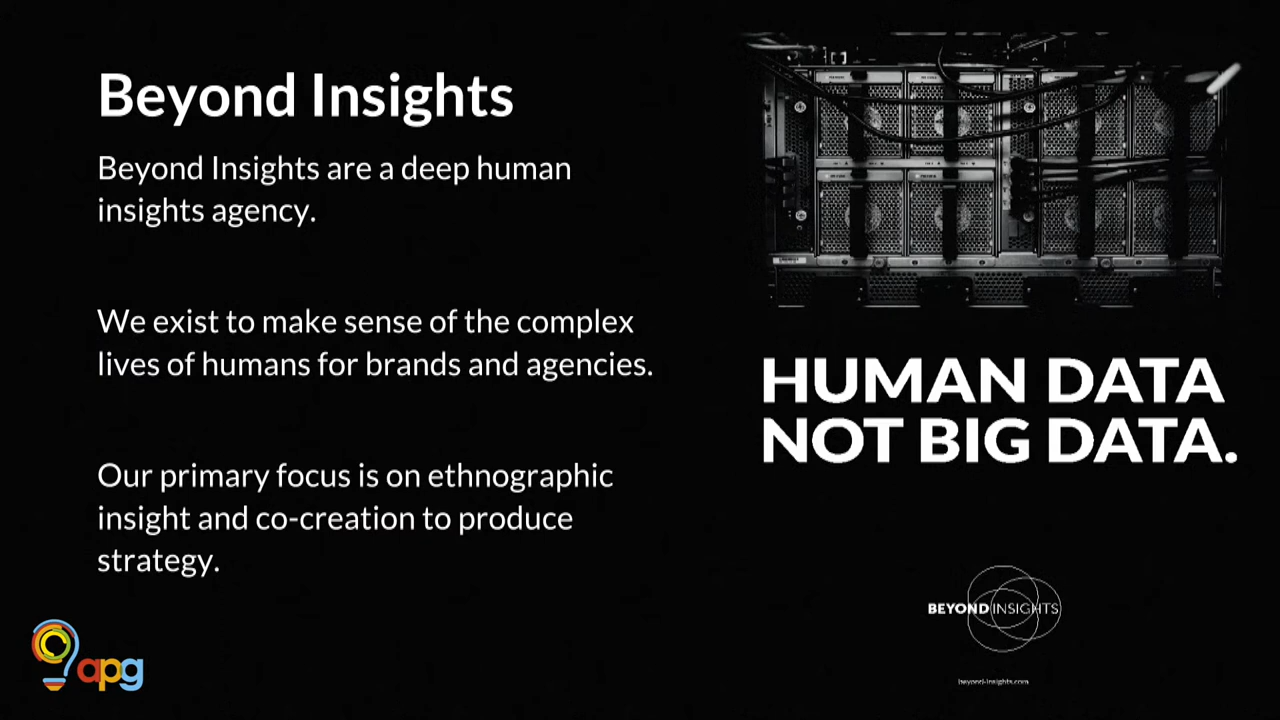 Beyond Insights
Beyond Insights are a deep human
insights agency.
We exist to make sense of the complex
lives of humans for brands and agencies.
Our primary focus is on ethnographic
insight and co-creation to produce
strategy.
HUMAN DATA
NOT BIG DATA.
BEYOND INSIGHTS
beyond-insights.com
apg